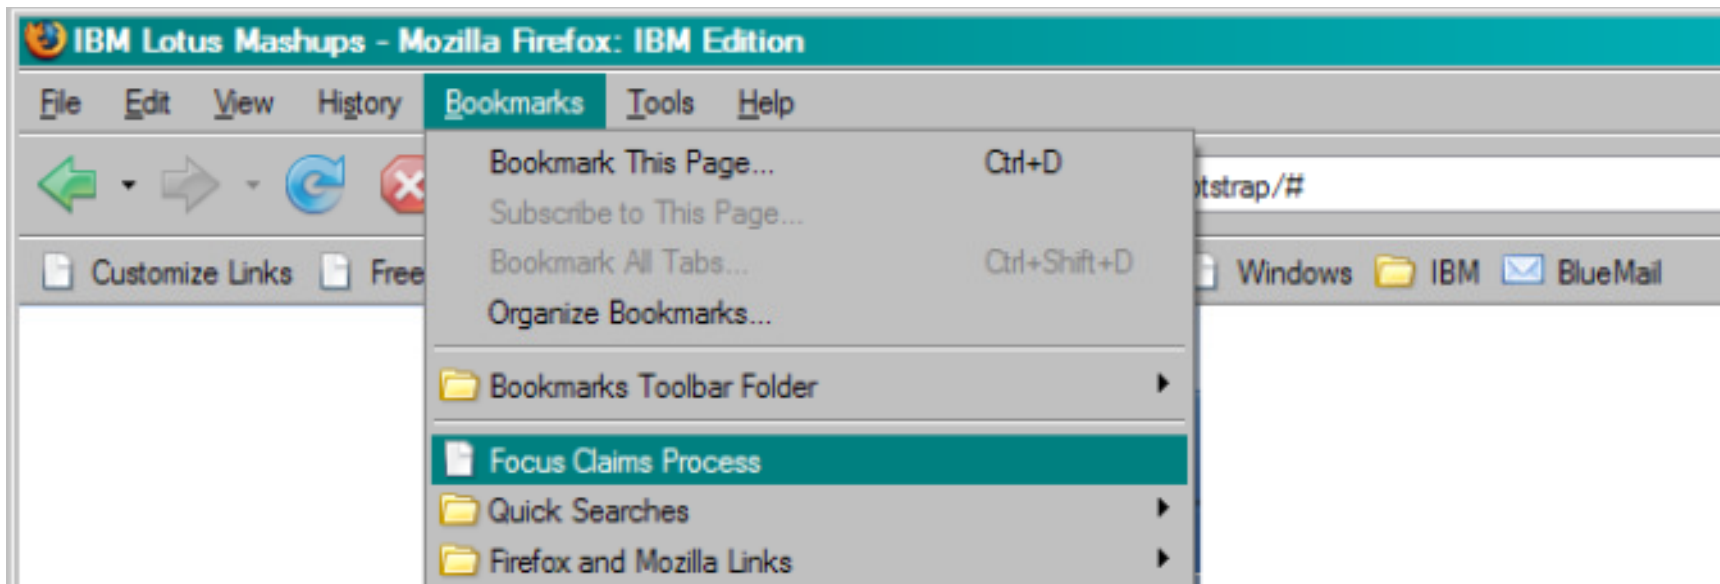 IBM Lotus Mashups - Mozilla Firefox: IBM Edition
File Edit View History Bookmarks Tools Help
Bookmark This Page... Ctrl+D
otstrap/#
Subscribe to This Page...
Bookmark All Tabs... Ctrl+Shift+D
Customize Links Free Windows IBM BlueMail
Organize Bookmarks...
Bookmarks Toolbar Folder
Focus Claims Process
Quick Searches
Firefox and Mozilla Links